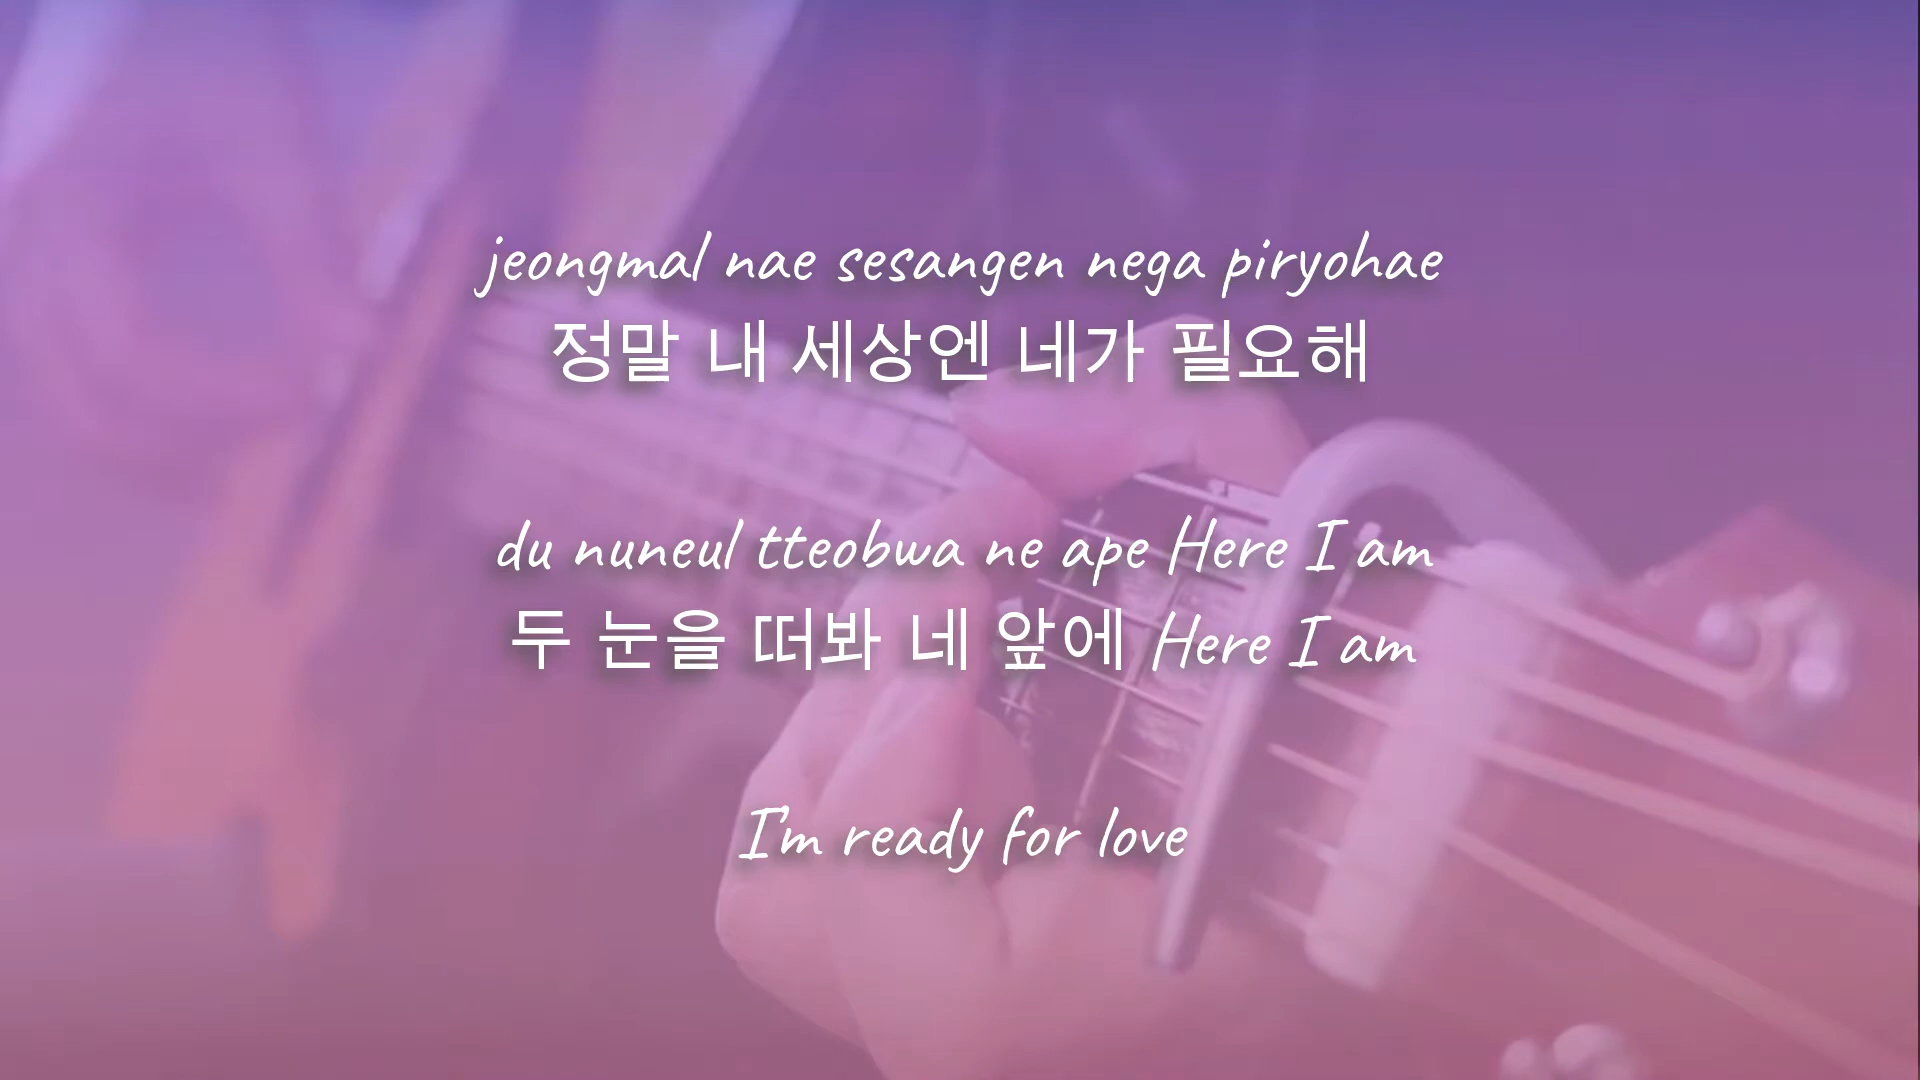 jeongmal nae sesangen nega piryohae
정말 내 세상엔 네가 필요해
du nuneul tteobwa ne ape Here I am
두 눈을 떠봐 네 앞에 Here I am
I'm ready for love